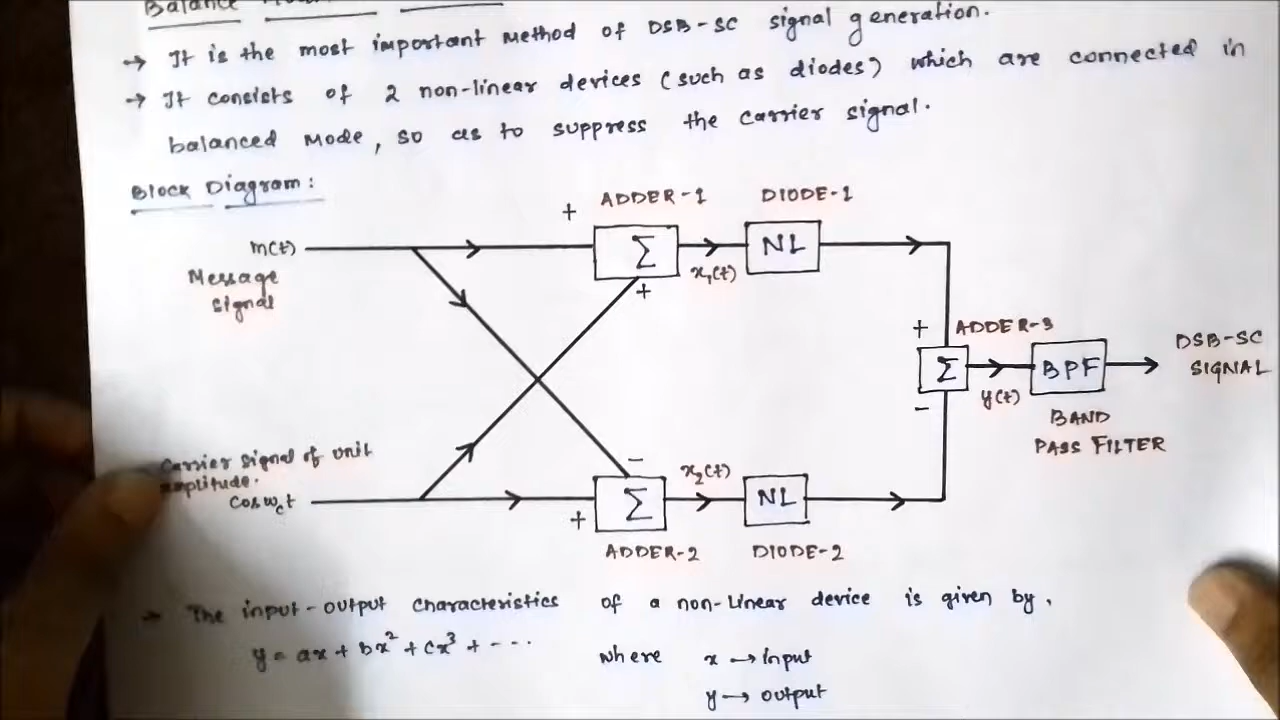 Balance
→ It is the most important method of DSB-SC signal generation.
→ It consists of 2 non-linear devices (such as diodes) which are connected in
balanced mode, so as to suppress the carrier signal.
Block Diagram:
ADDER-1
DIODE-1
+
m(t)
Σ
NL
Message
signal
+
x₁(t)
+
ADDER-3
DSB-SC
SIGNAL
Σ
BPF
y(t)
-
BAND
PASS FILTER
Carrier signal of unit
amplitude.
cosω_c t
-
x₂(t)
Σ
NL
+
ADDER-2
DIODE-2
→ The input-output characteristics of a non-linear device is given by,
y = ax + bx² + cx³ + - - - where x → input
y → output